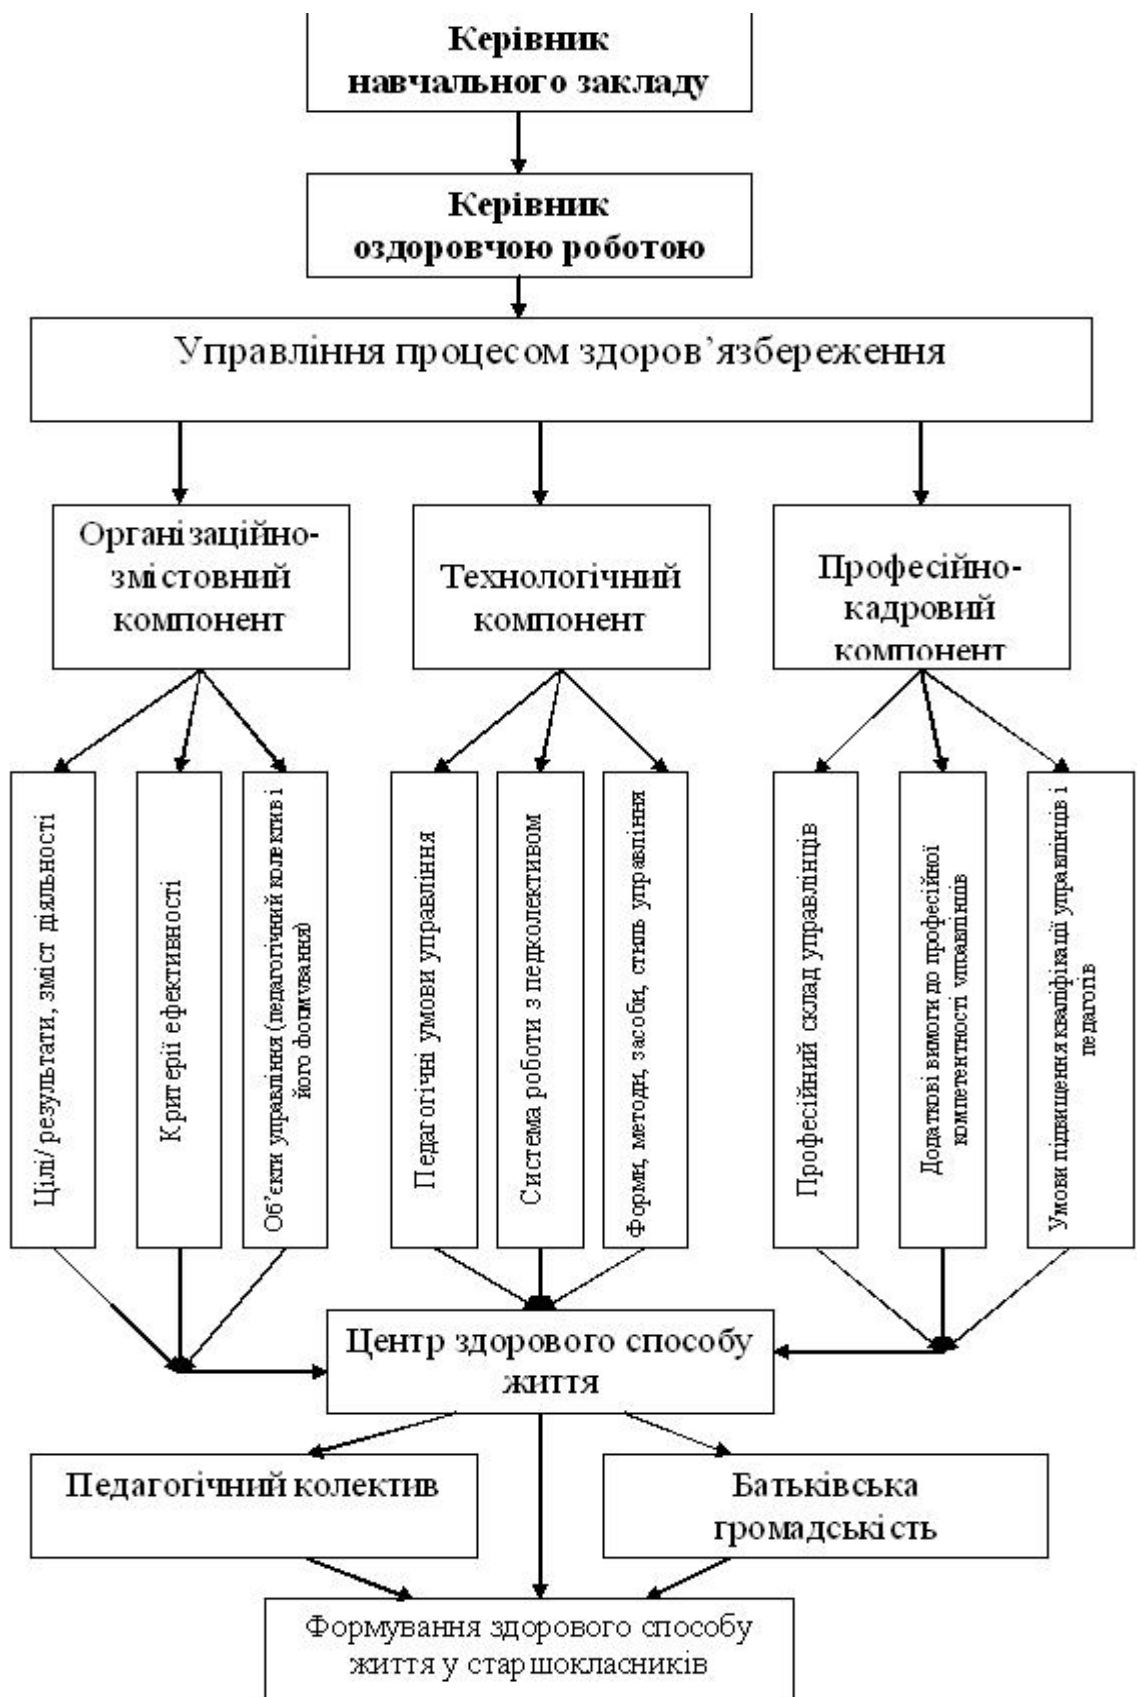 Керівник
навчального закладу
Керівник
оздоровчою роботою
Управління процесом здоров’язбереження
Організаційно-
змістовний
компонент
Технологічний
компонент
Професійно-
кадровий
компонент
Цілі/ результати, зміст діяльності
Критерії ефективності
Об’єкти управління (педагогічний колектив і
його формування)
Педагогічні умови управління
Система роботи з педколективом
Форми, методи, засоби, стиль управління
Професійний склад управлінців
Додаткові вимоги до професійної
компетентності управлінців
Умови підвищення кваліфікації управлінців і
педагогів
Центр здорового способу
життя
Педагогічний колектив
Батьківська
громадськість
Формування здорового способу
життя у старшокласників